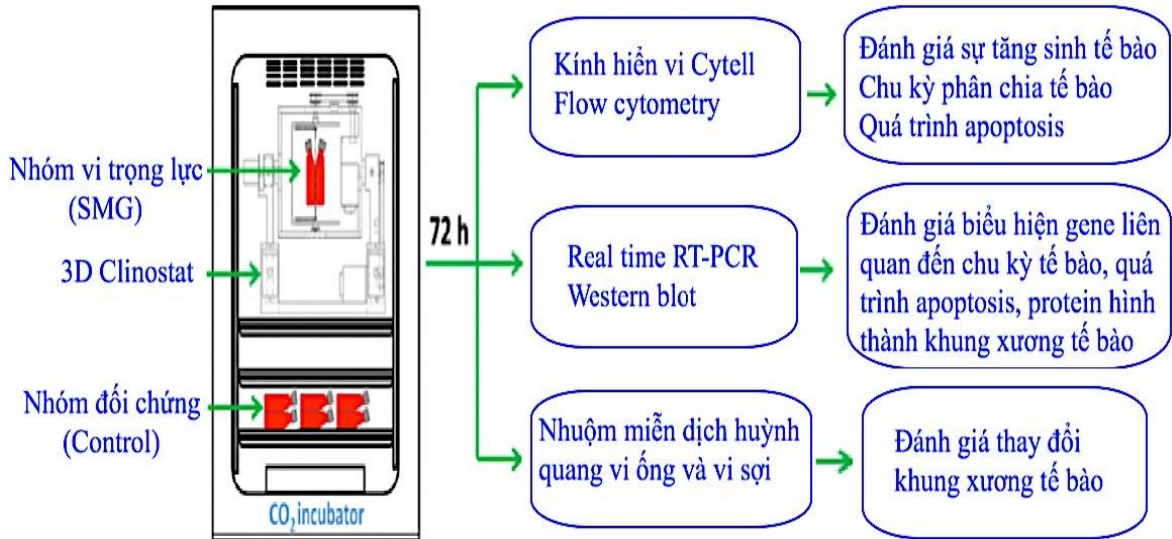 Nhóm vi trọng lực
(SMG)
3D Clinostat
Nhóm đối chứng
(Control)
CO2 incubator
72 h
Kính hiển vi Cytell
Flow cytometry
Đánh giá sự tăng sinh tế bào
Chu kỳ phân chia tế bào
Quá trình apoptosis
Real time RT-PCR
Western blot
Đánh giá biểu hiện gene liên
quan đến chu kỳ tế bào, quá
trình apoptosis, protein hình
thành khung xương tế bào
Nhuộm miễn dịch huỳnh
quang vi ống và vi sợi
Đánh giá thay đổi
khung xương tế bào